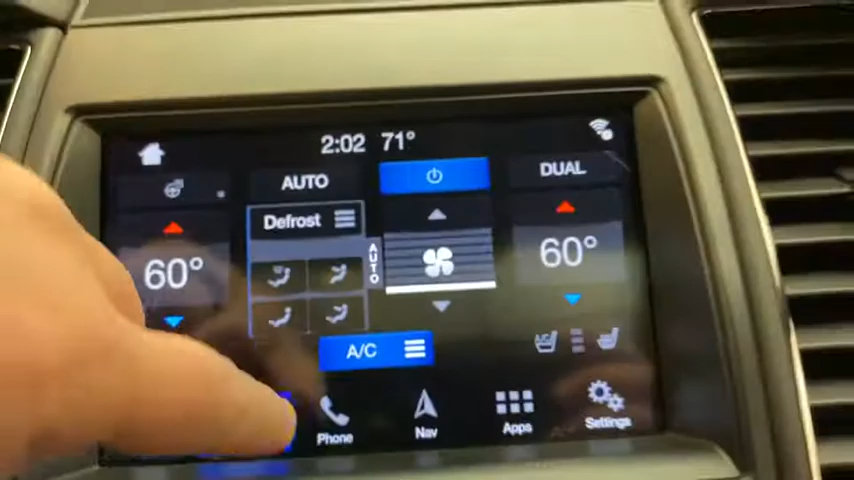 2:02 71°
AUTO
DUAL
Defrost
AUTO
60°
60°
A/C
A/C
Phone
Nav
Apps
Settings